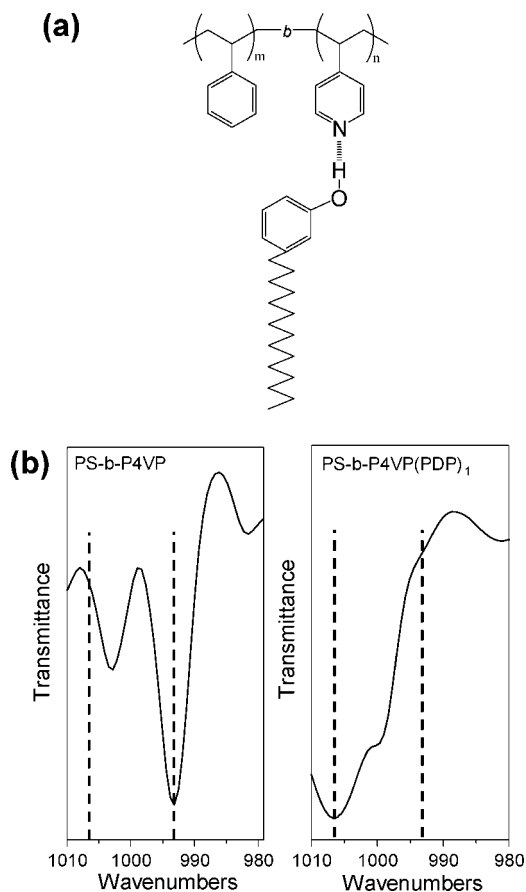 (a)
b
m
n
N
H
O
(b)
PS-b-P4VP
PS-b-P4VP(PDP)₁
Transmittance
Transmittance
1010 1000 990 980
1010 1000 990 980
Wavenumbers
Wavenumbers